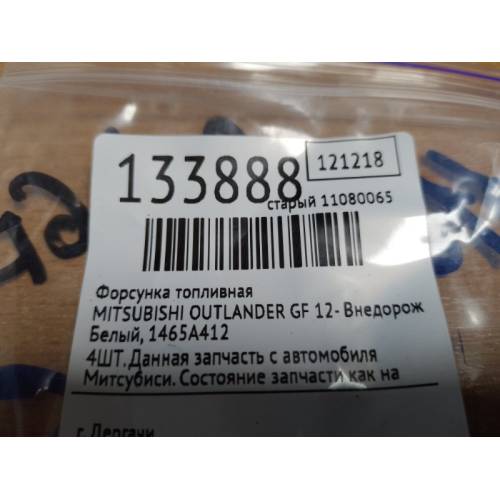 133888
121218
старый 11080065
Форсунка топливная
MITSUBISHI OUTLANDER GF 12- Внедорож
Белый, 1465A412
4ШТ.Данная запчасть с автомобиля
Митсубиси.Состояние запчасти как на
г. Дергачи